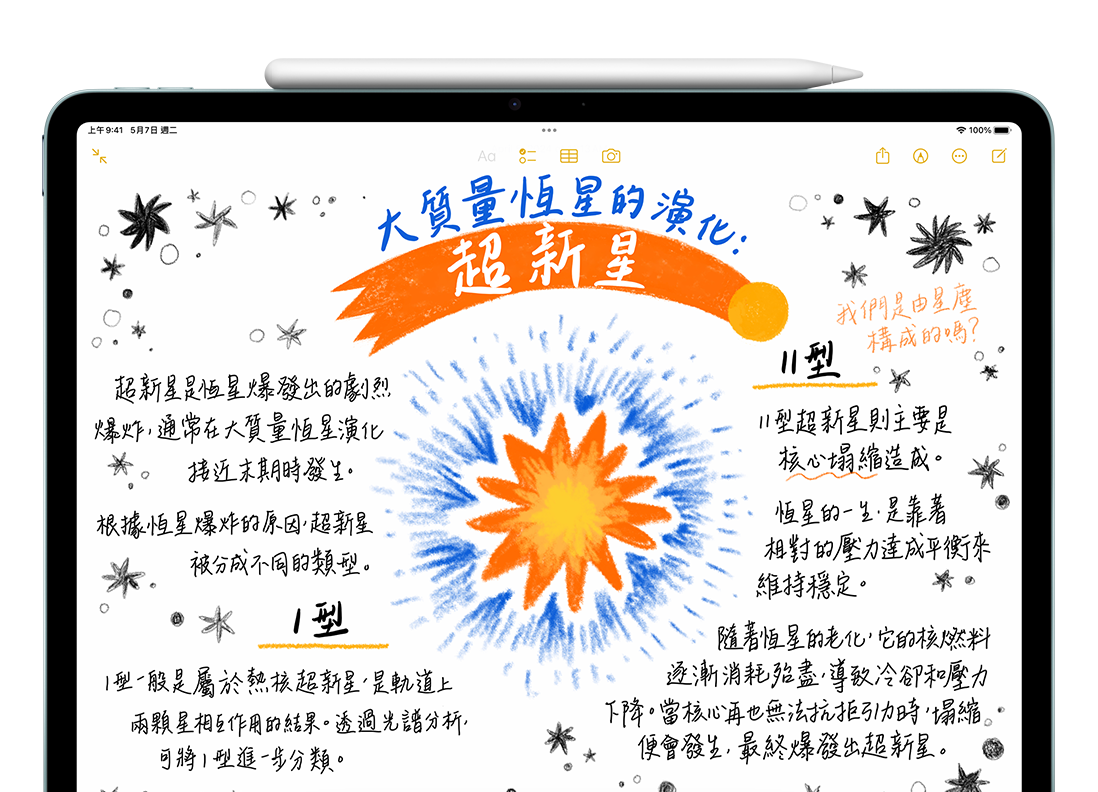 上午9:41 5月7日 週二
100%
Aa
大質量恆星的演化:
超新星
我們是由星塵
構成的嗎?
超新星是恆星爆發出的劇烈
爆炸,通常在大質量恆星演化
接近末期時發生。
根據恆星爆炸的原因,超新星
被分成不同的類型。
I型
I型一般是屬於熱核超新星,是軌道上
兩顆星相互作用的結果。透過光譜分析,
可將I型進一步分類。
II型
II型超新星則主要是
核心塌縮造成。
恆星的一生,是靠著
相對的壓力達成平衡來
維持穩定。
隨著恆星的老化,它的核燃料
逐漸消耗殆盡,導致冷卻和壓力
下降。當核心再也無法抗拒引力時,塌縮
便會發生,最終爆發出超新星。